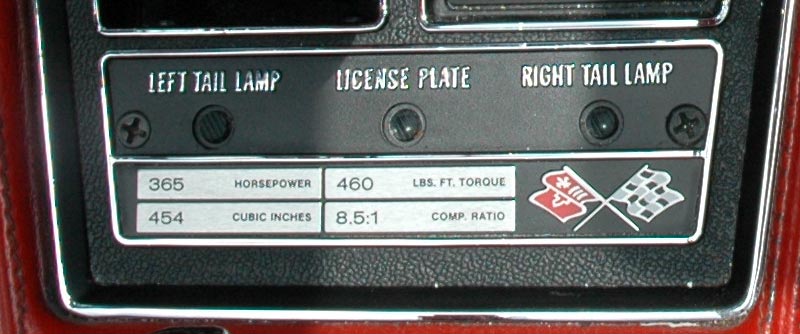 LEFT TAIL LAMP LICENSE PLATE RIGHT TAIL LAMP
365 HORSEPOWER 460 LBS. FT. TORQUE
454 CUBIC INCHES 8.5:1 COMP. RATIO